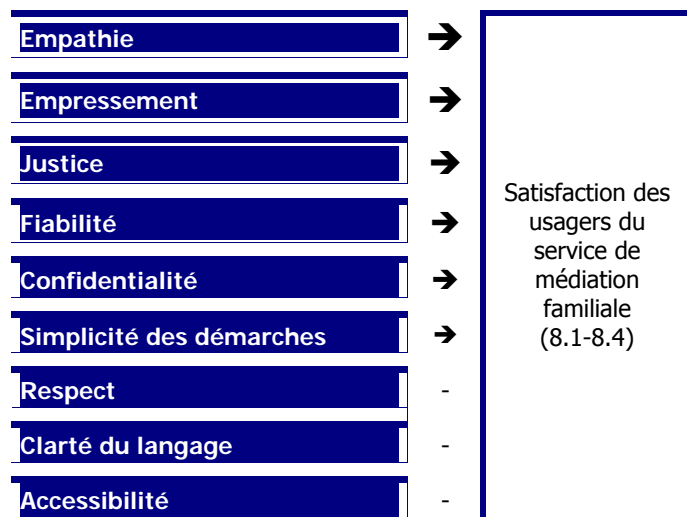 Empathie
Empressement
Justice
Fiabilité
Confidentialité
Simplicité des démarches
Respect
-
Clarté du langage
-
Accessibilité
-
Satisfaction des
usagers du
service de
médiation
familiale
(8.1-8.4)